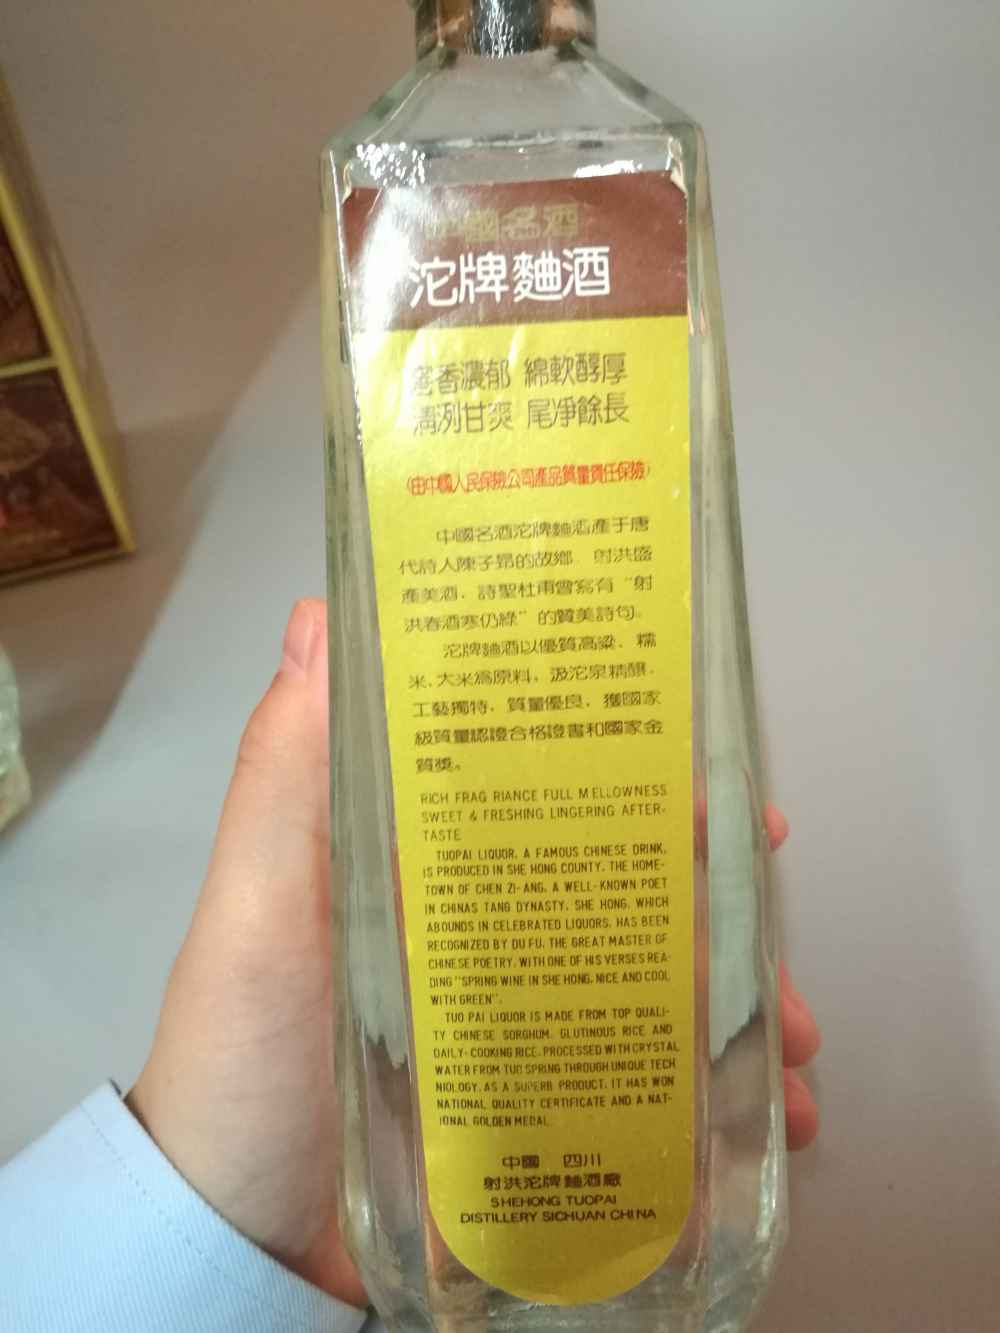 中國名酒
沱牌麯酒
窖香濃郁 綿軟醇厚
清洌甘爽 尾凈餘長
(由中國人民保險公司產品質量責任保險)
中國名酒沱牌麯酒產于唐
代詩人陳子昂的故鄉 射洪盛
產美酒，詩聖杜甫曾寫有“射
洪春酒寒仍綠”的贊美詩句。
沱牌麯酒以優質高粱、糯
米、大米為原料，汲沱泉精釀，
工藝獨特，質量優良，獲國家
級質量認證合格證書和國家金
質獎。
RICH FRAG RIANCE FULL MELLOWNESS
SWEET & FRESHING LINGERING AFTER-
TASTE
TUOPAI LIQUOR. A FAMOUS CHINESE DRINK,
IS PRODUCED IN SHE HONG COUNTY. THE HOME-
TOWN OF CHEN ZI-ANG. A WELL-KNOWN POET
IN CHINAS TANG DYNASTY. SHE HONG. WHICH
ABOUNDS IN CELEBRATED LIQUORS. HAS BEEN
RECOGNIZED BY DU FU. THE GREAT MASTER OF
CHINESE POETRY. WITH ONE OF HIS VERSES REA-
DING "SPRING WINE IN SHE HONG. NICE AND COOL
WITH GREEN".
TUO PAI LIQUOR IS MADE FROM TOP QUALI-
TY CHINESE SORGHUM. GLUTINOUS RICE AND
DAILY-COOKING RICE. PROCESSED WITH CRYSTAL
WATER FROM TUO SPRING THROUGH UNIQUE TECH
NIOLOGY. AS A SUPERB PRODUCT. IT HAS WON
NATIONAL QUALITY CERTIFICATE AND A NAT-
IONAL GOLDEN MEDAL
中國 四川
射洪沱牌麯酒廠
SHEHONG TUOPAI
DISTILLERY SICHUAN CHINA